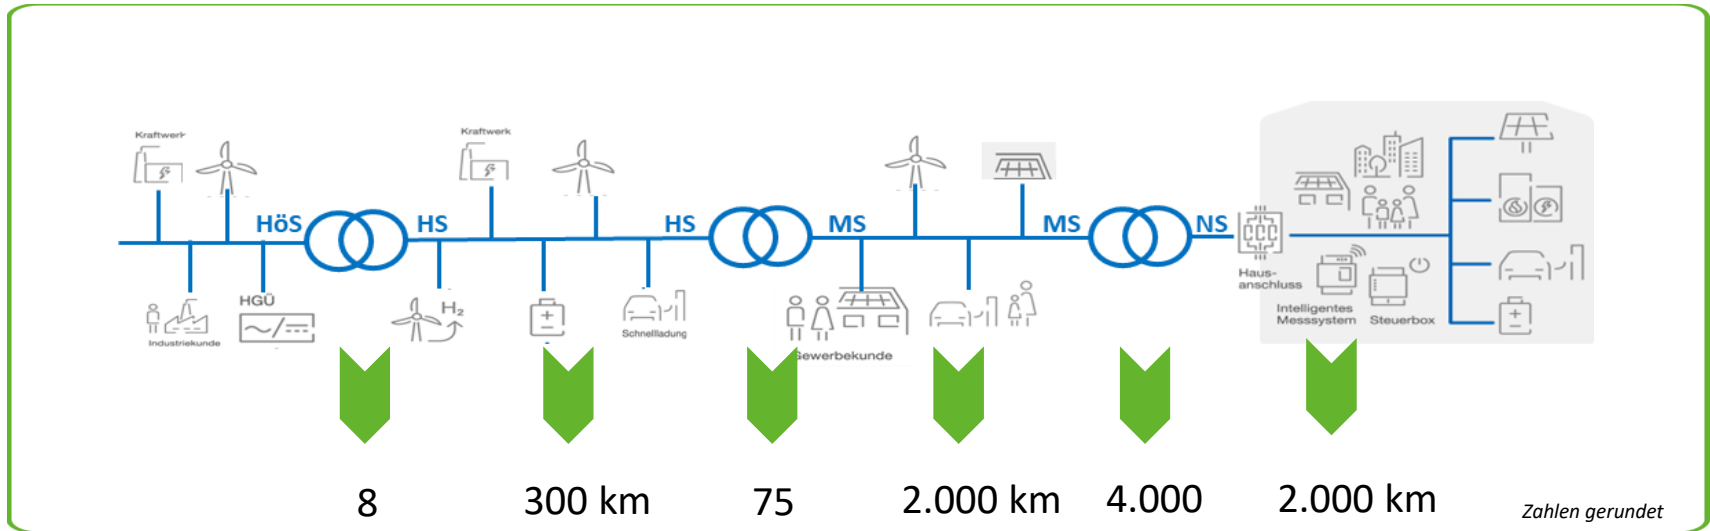 Kraftwerk
Kraftwerk
HöS
HS
HS
MS
MS
NS
HGÜ
H₂
Industriekunde
Schnellladung
Gewerbekunde
Haus-
anschluss
Intelligentes
Messsystem
Steuerbox
8
300 km
75
2.000 km
4.000
2.000 km
Zahlen gerundet